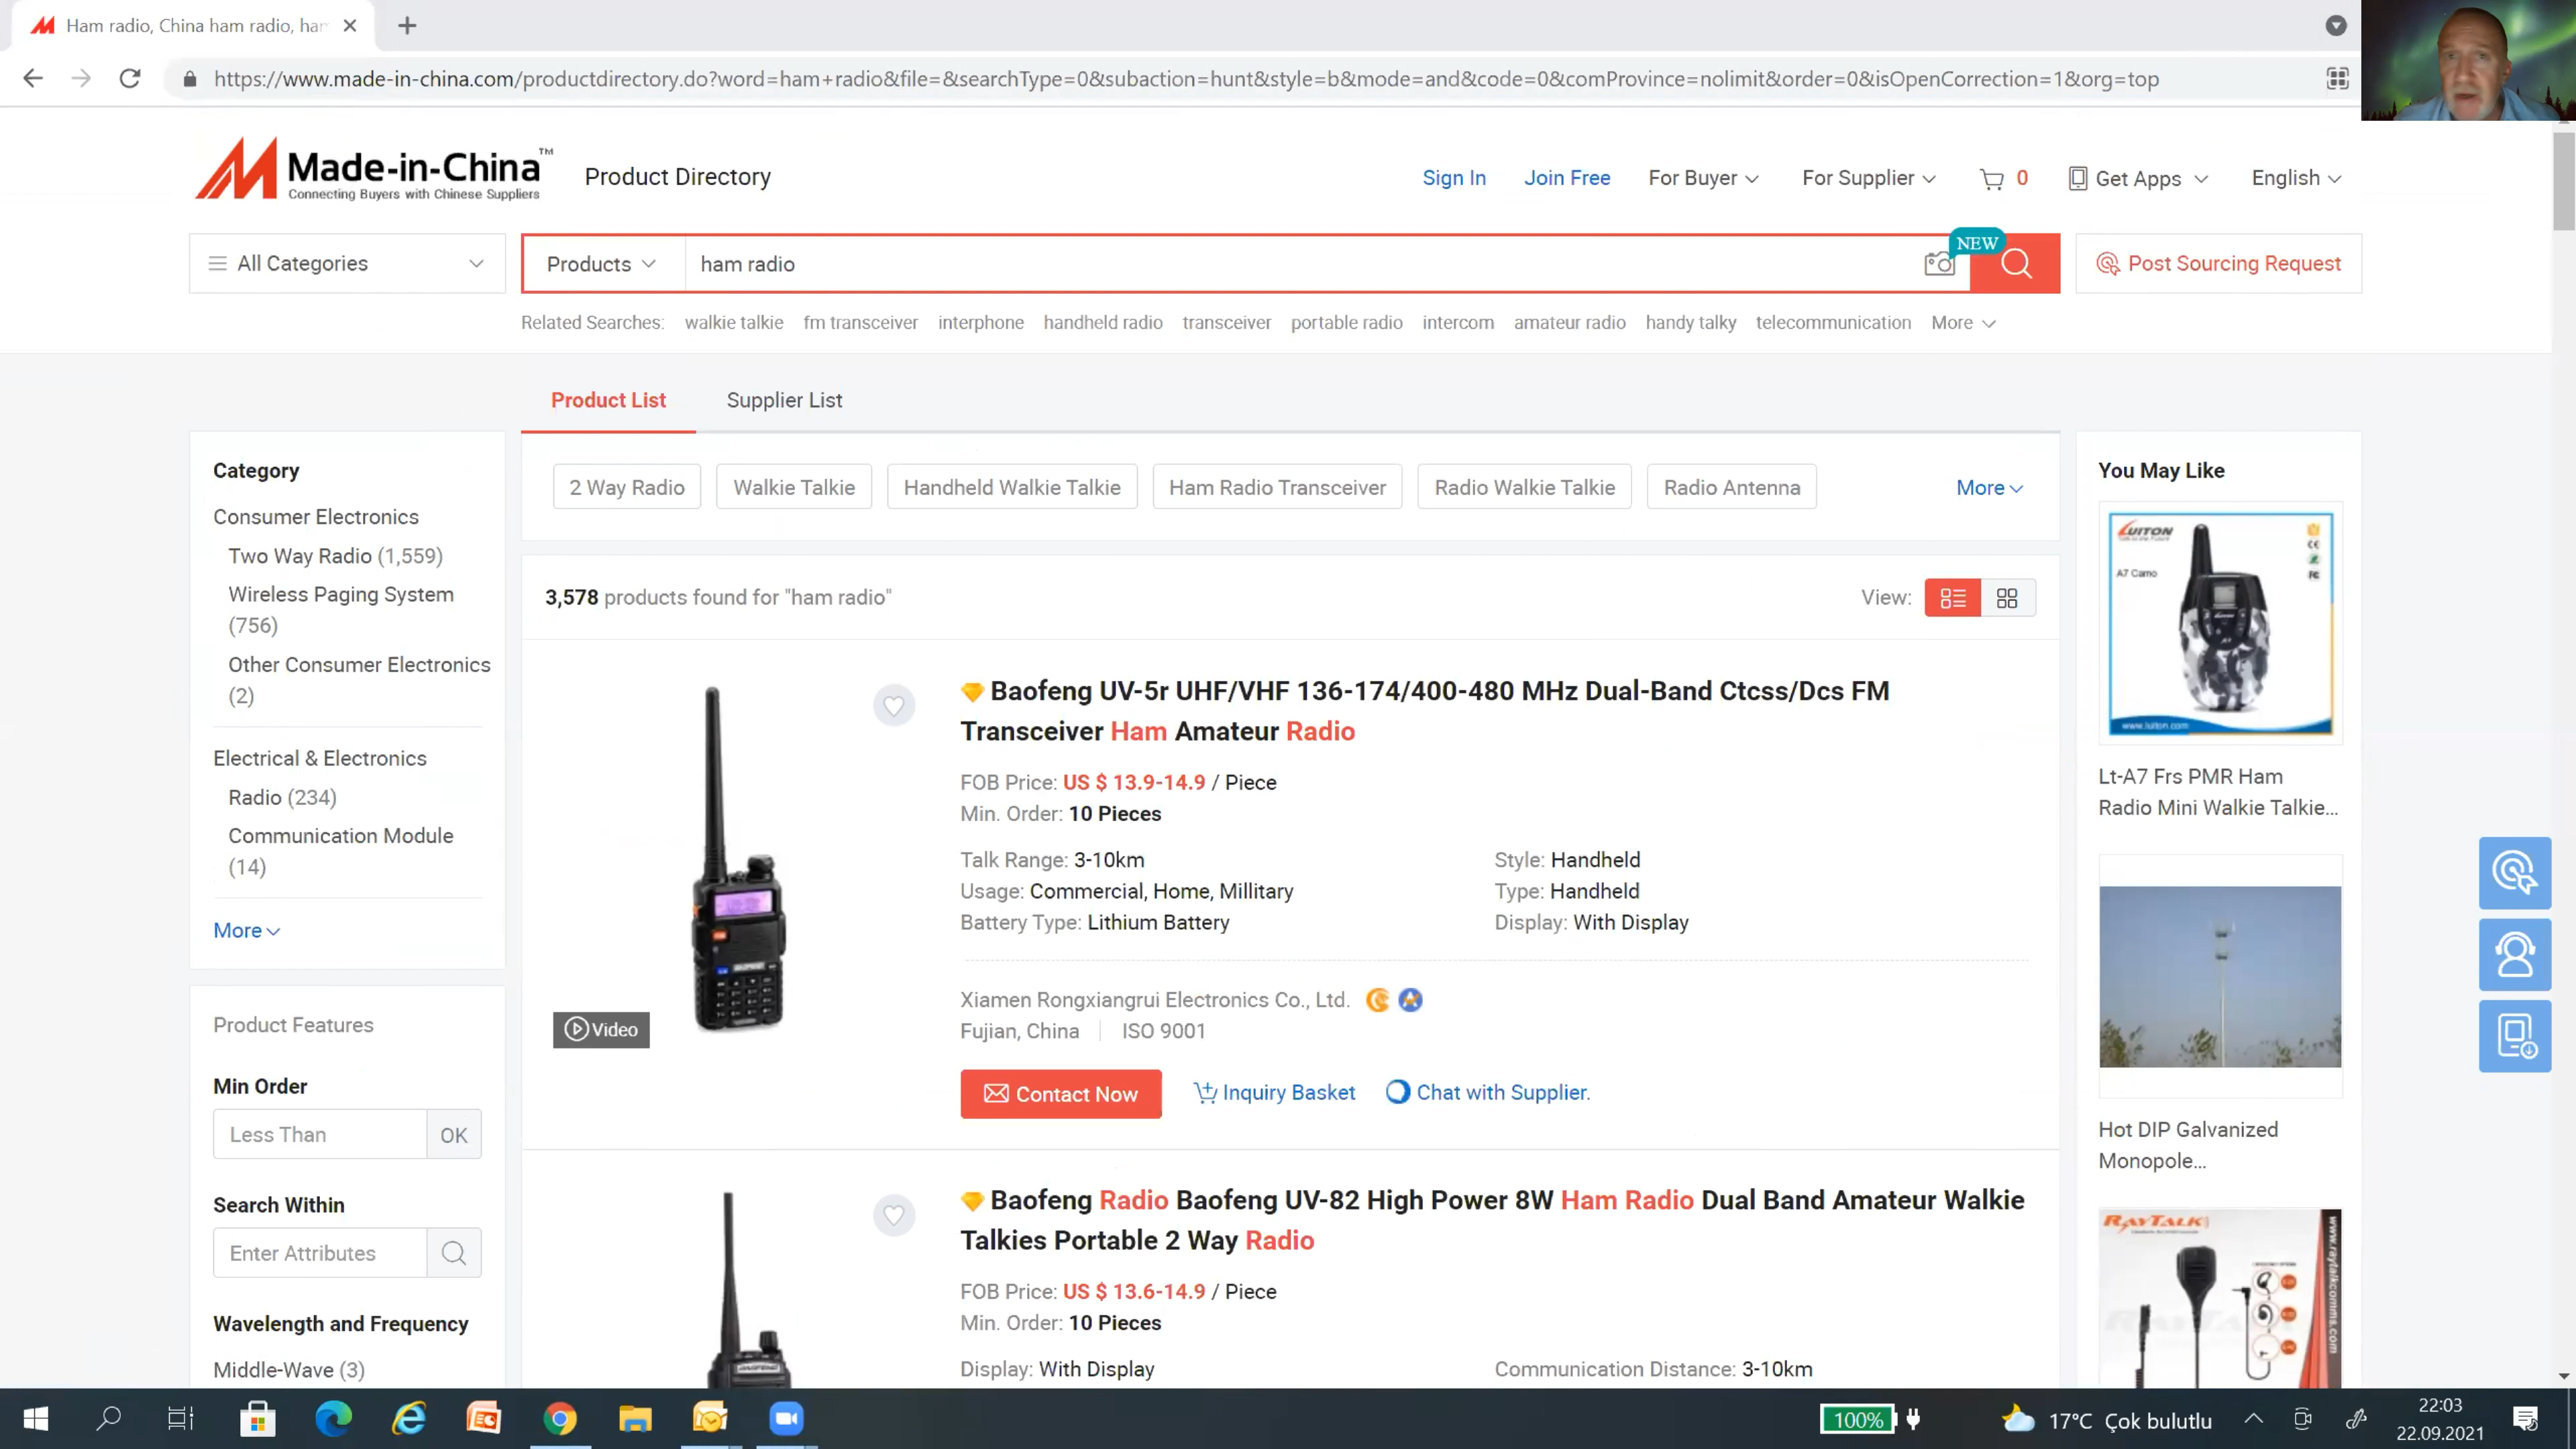 Ham radio, China ham radio, har
https://www.made-in-china.com/productdirectory.do?word=ham+radio&file=&searchType=0&subaction=hunt&style=b&mode=and&code=0&comProvince=nolimit&order=0&isOpenCorrection=1&org=top
Made-in-China™
Connecting Buyers with Chinese Suppliers
Product Directory
Sign In
Join Free
For Buyer
For Supplier
0
Get Apps
English
All Categories
Products
ham radio
NEW
Post Sourcing Request
Related Searches: walkie talkie fm transceiver interphone handheld radio transceiver portable radio intercom amateur radio handy talky telecommunication More
Product List
Supplier List
Category
Consumer Electronics
Two Way Radio (1,559)
Wireless Paging System
(756)
Other Consumer Electronics
(2)
Electrical & Electronics
Radio (234)
Communication Module
(14)
More
Product Features
Min Order
Less Than
OK
Search Within
Enter Attributes
Wavelength and Frequency
Middle-Wave (3)
2 Way Radio
Walkie Talkie
Handheld Walkie Talkie
Ham Radio Transceiver
Radio Walkie Talkie
Radio Antenna
More
3,578 products found for "ham radio"
View:
Baofeng UV-5r UHF/VHF 136-174/400-480 MHz Dual-Band Ctcss/Dcs FM
Transceiver Ham Amateur Radio
FOB Price: US $ 13.9-14.9 / Piece
Min. Order: 10 Pieces
Talk Range: 3-10km
Style: Handheld
Usage: Commercial, Home, Millitary
Type: Handheld
Battery Type: Lithium Battery
Display: With Display
Xiamen Rongxiangrui Electronics Co., Ltd.
Fujian, China
ISO 9001
Video
Contact Now
Inquiry Basket
Chat with Supplier.
Baofeng Radio Baofeng UV-82 High Power 8W Ham Radio Dual Band Amateur Walkie
Talkies Portable 2 Way Radio
FOB Price: US $ 13.6-14.9 / Piece
Min. Order: 10 Pieces
Display: With Display
Communication Distance: 3-10km
You May Like
LUITON
A7 Camo
www.luiton.com
Lt-A7 Frs PMR Ham
Radio Mini Walkie Talkie...
Hot DIP Galvanized
Monopole...
RAYTALK
www.raytalkcomms.com
100%
17°C Çok bulutlu
22:03
22.09.2021